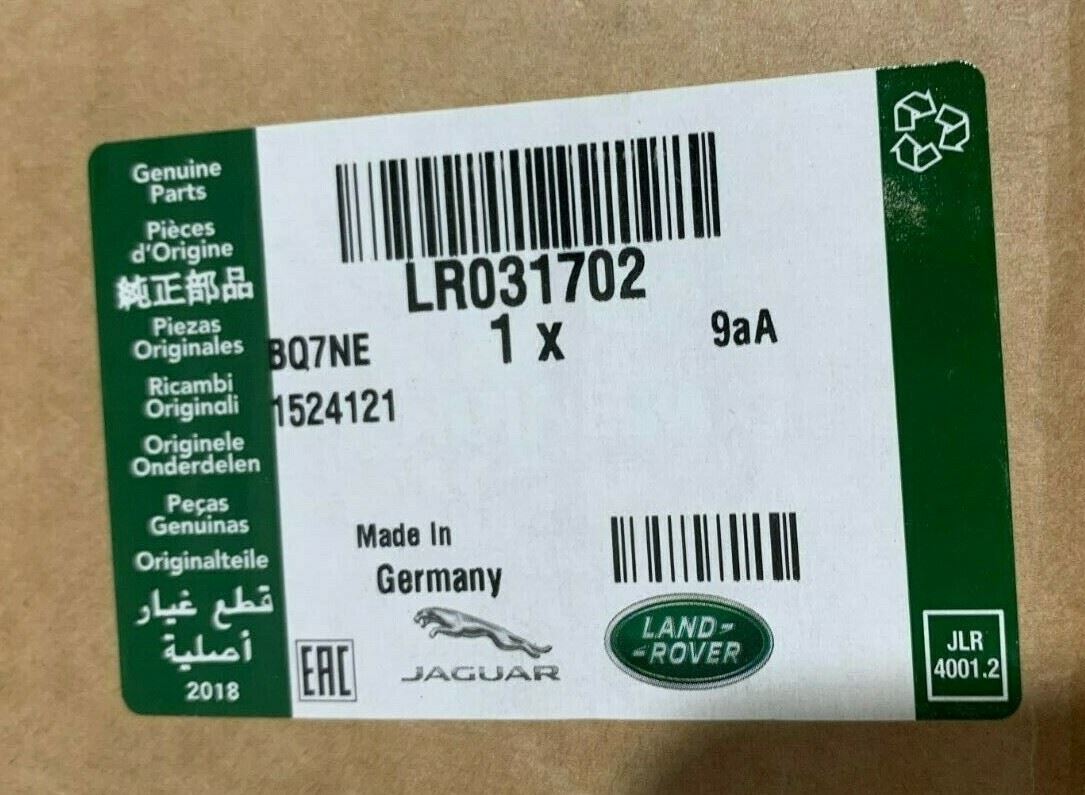 Genuine
Parts
Pièces
d'Origine
純正部品
Piezas
Originales
Ricambi
Originali
Originele
Onderdelen
Peças
Genuinas
Originalteile
قطع غيار
أصلية
2018
LR031702
1 x
9aA
BQ7NE
1524121
Made In
Germany
EAC
JAGUAR
LAND-
-ROVER
JLR
4001.2